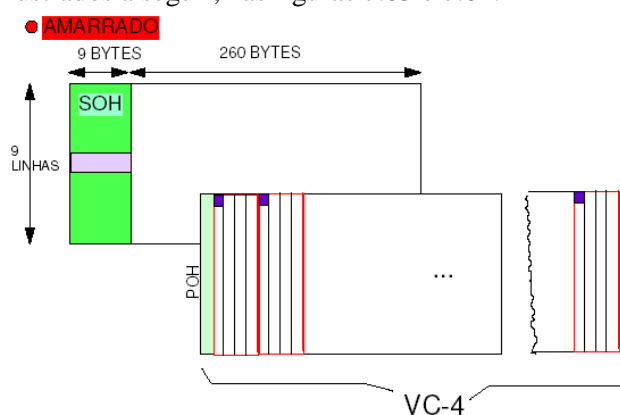 AMARRADO
9 BYTES
260 BYTES
SOH
9
LINHAS
POH
...
VC-4